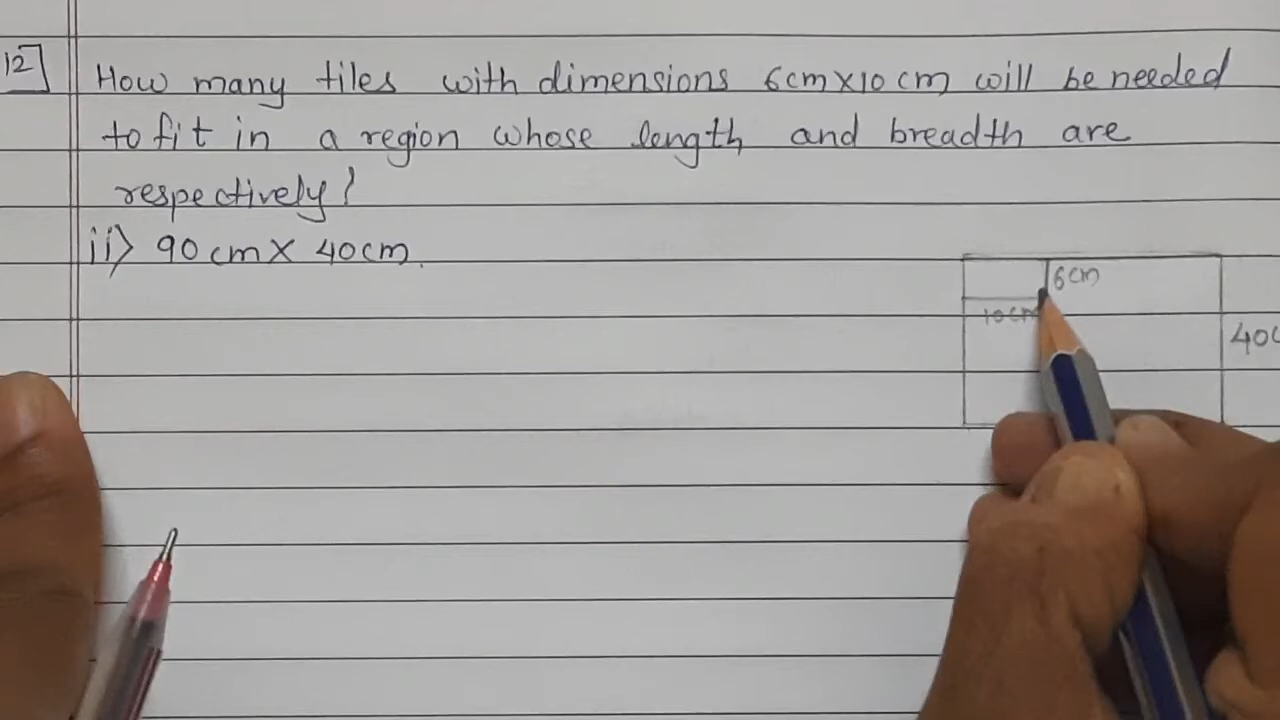 12] How many tiles with dimensions 6cm×10cm will be needed
to fit in a region whose length and breadth are
respectively?
ii) 90cm × 40cm.
6cm
10cm